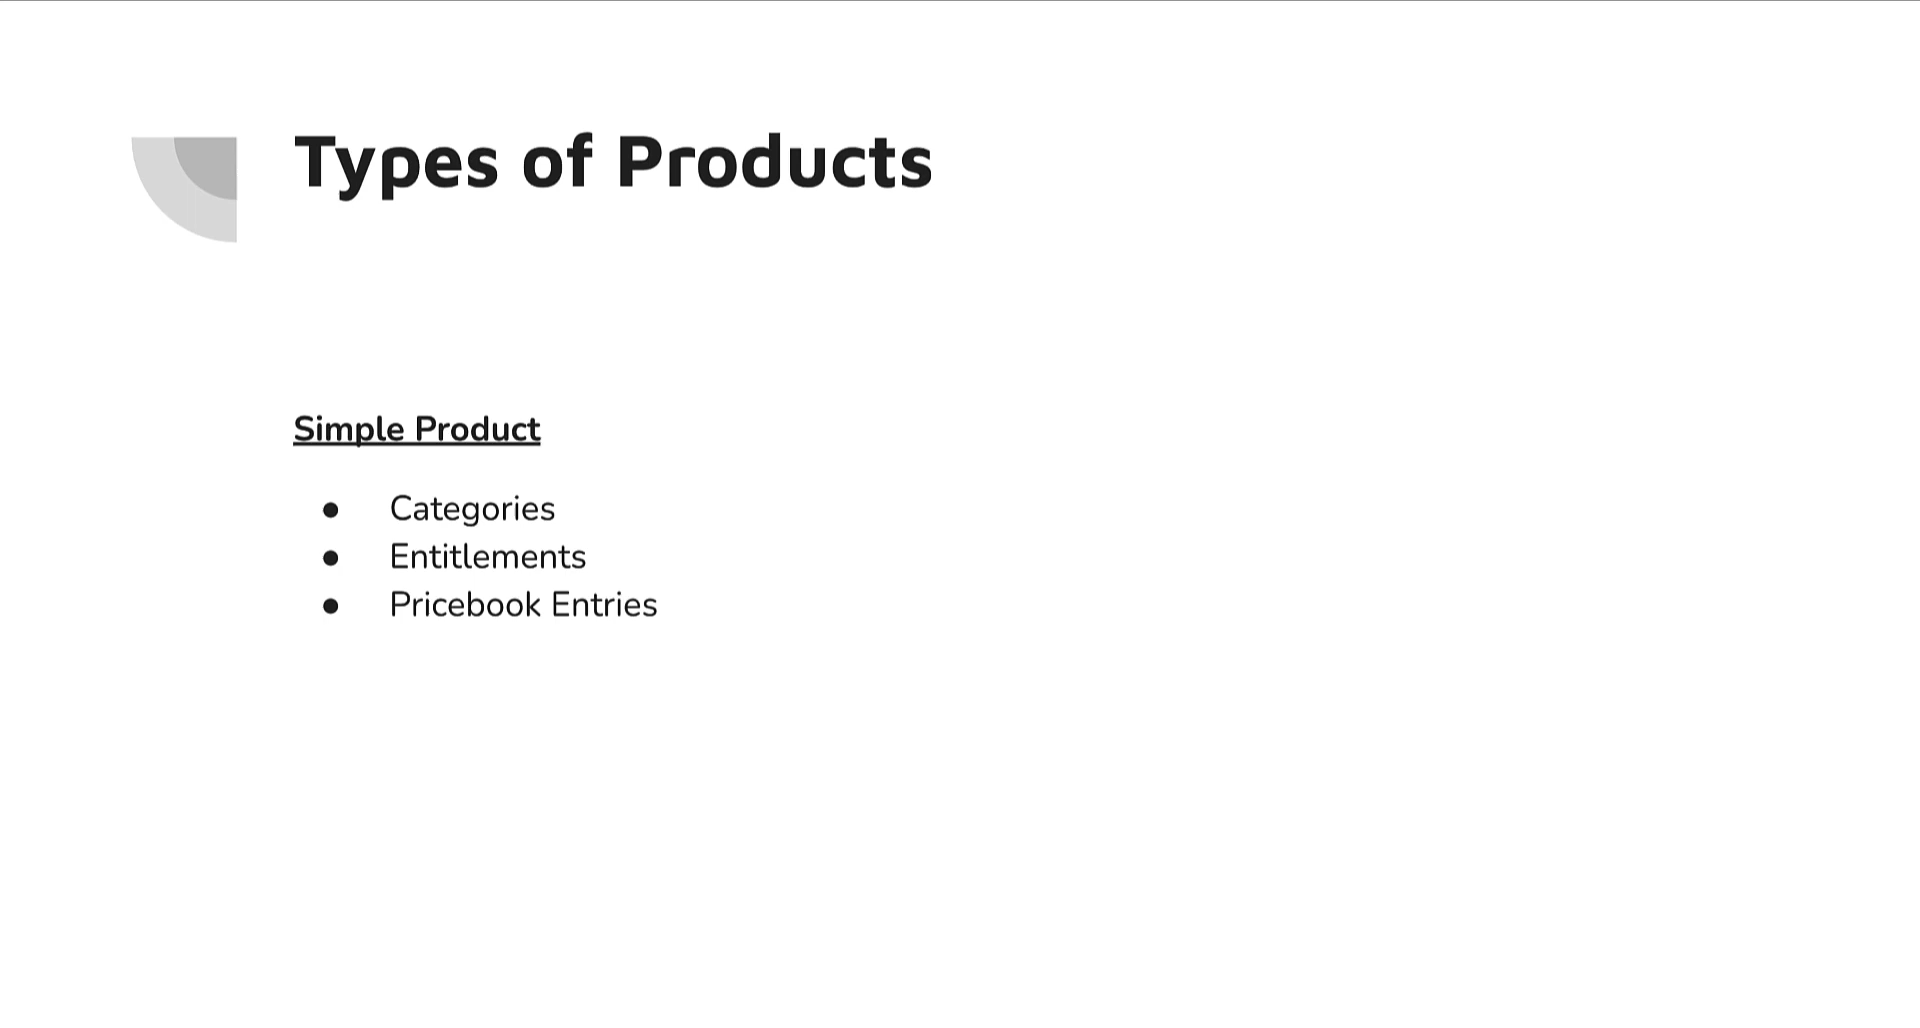 Types of Products
Simple Product
● Categories
● Entitlements
● Pricebook Entries